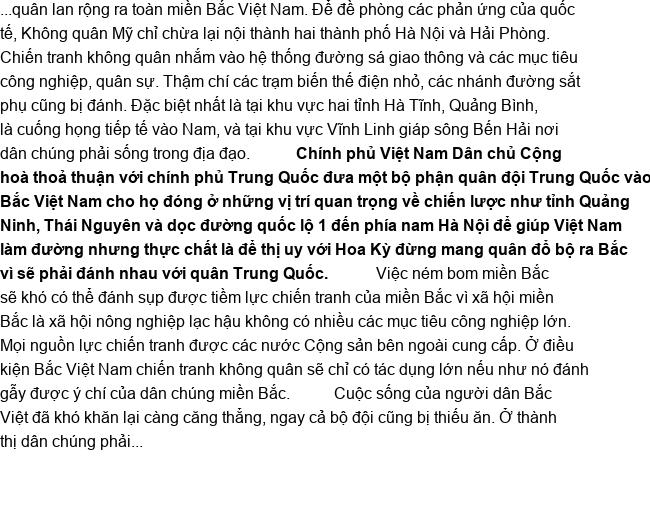 ...quân lan rộng ra toàn miền Bắc Việt Nam. Để đề phòng các phản ứng của quốc
tế, Không quân Mỹ chỉ chừa lại nội thành hai thành phố Hà Nội và Hải Phòng.
Chiến tranh không quân nhắm vào hệ thống đường sá giao thông và các mục tiêu
công nghiệp, quân sự. Thậm chí các trạm biến thế điện nhỏ, các nhánh đường sắt
phụ cũng bị đánh. Đặc biệt nhất là tại khu vực hai tỉnh Hà Tĩnh, Quảng Bình,
là cuống họng tiếp tế vào Nam, và tại khu vực Vĩnh Linh giáp sông Bến Hải nơi
dân chúng phải sống trong địa đạo. Chính phủ Việt Nam Dân chủ Cộng
hoà thoả thuận với chính phủ Trung Quốc đưa một bộ phận quân đội Trung Quốc vào
Bắc Việt Nam cho họ đóng ở những vị trí quan trọng về chiến lược như tỉnh Quảng
Ninh, Thái Nguyên và dọc đường quốc lộ 1 đến phía nam Hà Nội để giúp Việt Nam
làm đường nhưng thực chất là để thị uy với Hoa Kỳ đừng mang quân đổ bộ ra Bắc
vì sẽ phải đánh nhau với quân Trung Quốc. Việc ném bom miền Bắc
sẽ khó có thể đánh sụp được tiềm lực chiến tranh của miền Bắc vì xã hội miền
Bắc là xã hội nông nghiệp lạc hậu không có nhiều các mục tiêu công nghiệp lớn.
Mọi nguồn lực chiến tranh được các nước Cộng sản bên ngoài cung cấp. Ở điều
kiện Bắc Việt Nam chiến tranh không quân sẽ chỉ có tác dụng lớn nếu như nó đánh
gẫy được ý chí của dân chúng miền Bắc. Cuộc sống của người dân Bắc
Việt đã khó khăn lại càng căng thẳng, ngay cả bộ đội cũng bị thiếu ăn. Ở thành
thị dân chúng phải...